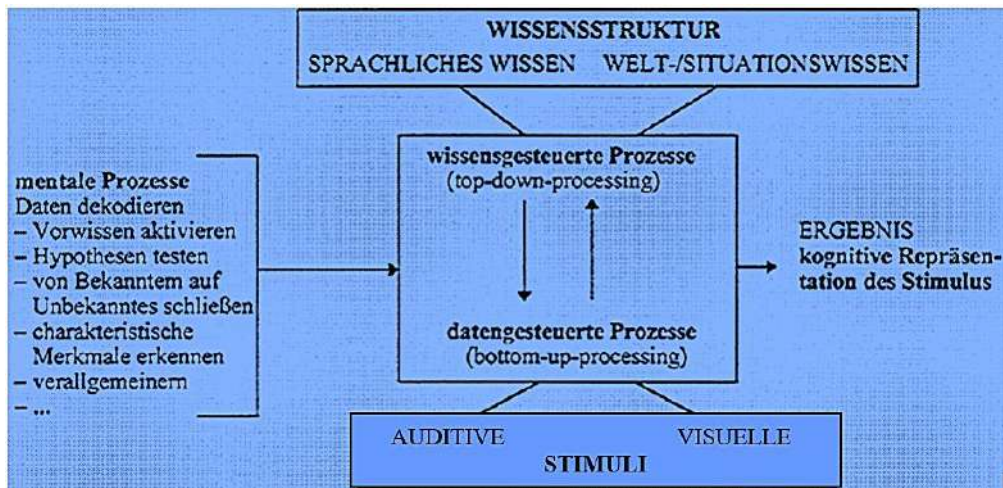 WISSENSSTRUKTUR
SPRACHLICHES WISSEN WELT-/SITUATIONSWISSEN
wissensgesteuerte Prozesse
(top-down-processing)
mentale Prozesse
Daten dekodieren
– Vorwissen aktivieren
– Hypothesen testen
– von Bekanntem auf
Unbekanntes schließen
– charakteristische
Merkmale erkennen
– verallgemeinern
– ...
ERGEBNIS
kognitive Repräsen-
tation des Stimulus
datengesteuerte Prozesse
(bottom-up-processing)
AUDITIVE VISUELLE
STIMULI